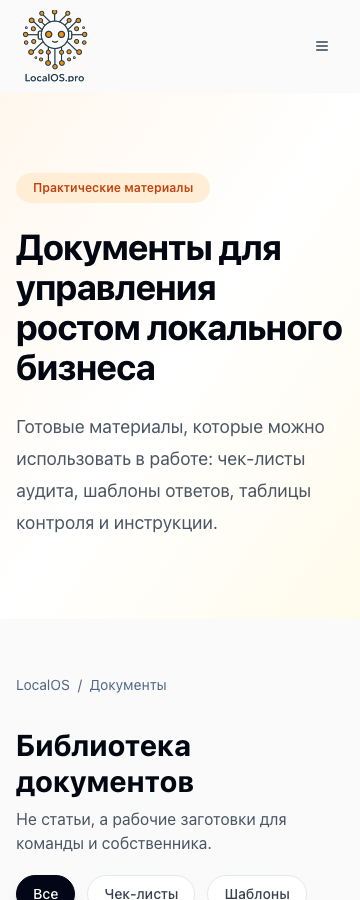 LocalOS.pro
Практические материалы
Документы для
управления
ростом локального
бизнеса
Готовые материалы, которые можно
использовать в работе: чек-листы
аудита, шаблоны ответов, таблицы
контроля и инструкции.
LocalOS / Документы
Библиотека
документов
Не статьи, а рабочие заготовки для
команды и собственника.
Все Чек-листы Шаблоны